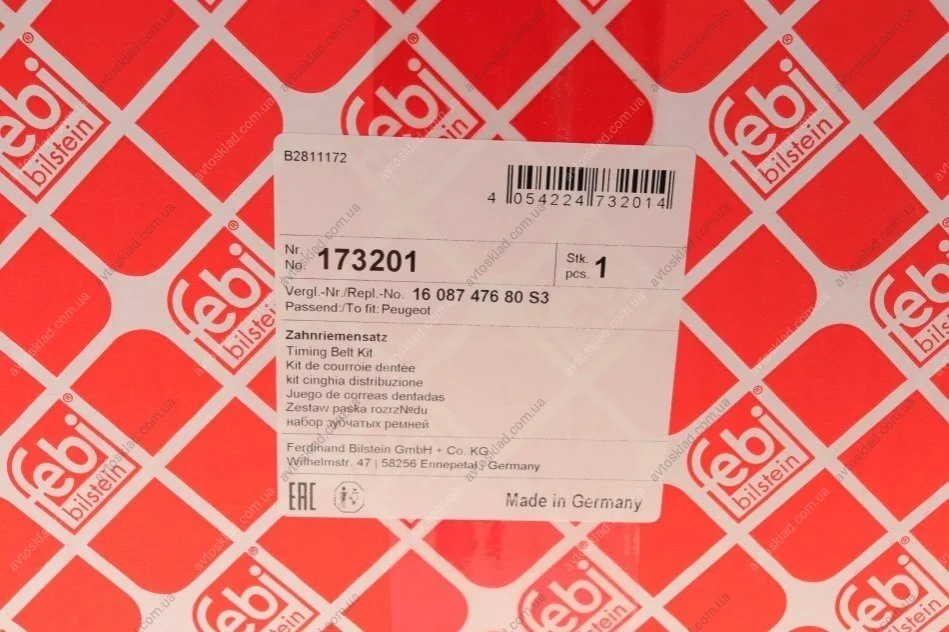 febi
bilstein
B2811172
4 054224 732014
Nr.
No. 173201
Stk.
pcs. 1
Vergl.-Nr./Repl.-No. 16 087 476 80 S3
Passend:/To fit: Peugeot
Zahnriemensatz
Timing Belt Kit
Kit de courroie dentée
kit cinghia distribuzione
Juego de correas dentadas
Zestaw paska rozrz№du
набор зубчатых ремней
Ferdinand Bilstein GmbH + Co. KG
Wilhelmstr. 47 | 58256 Ennepetal | Germany
EAC
Made in Germany
avtosklad.com.ua